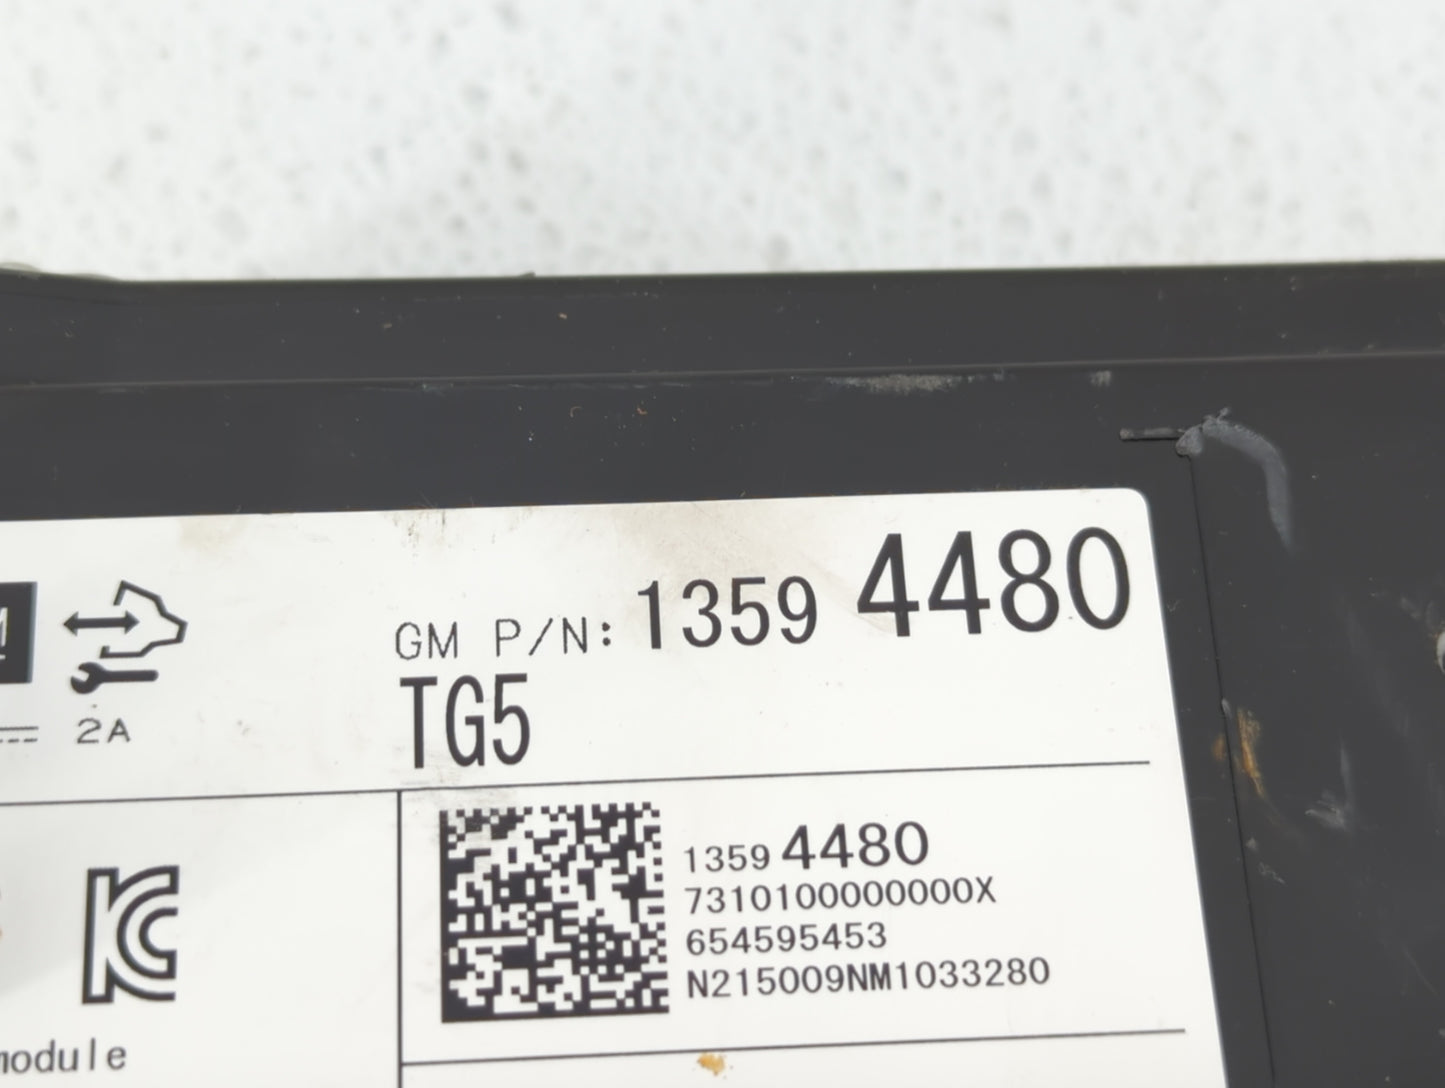 GM P/N: 1359 4480
TG5
2A
1359 4480
7310100000000X
654595453
N215009NM1033280
module